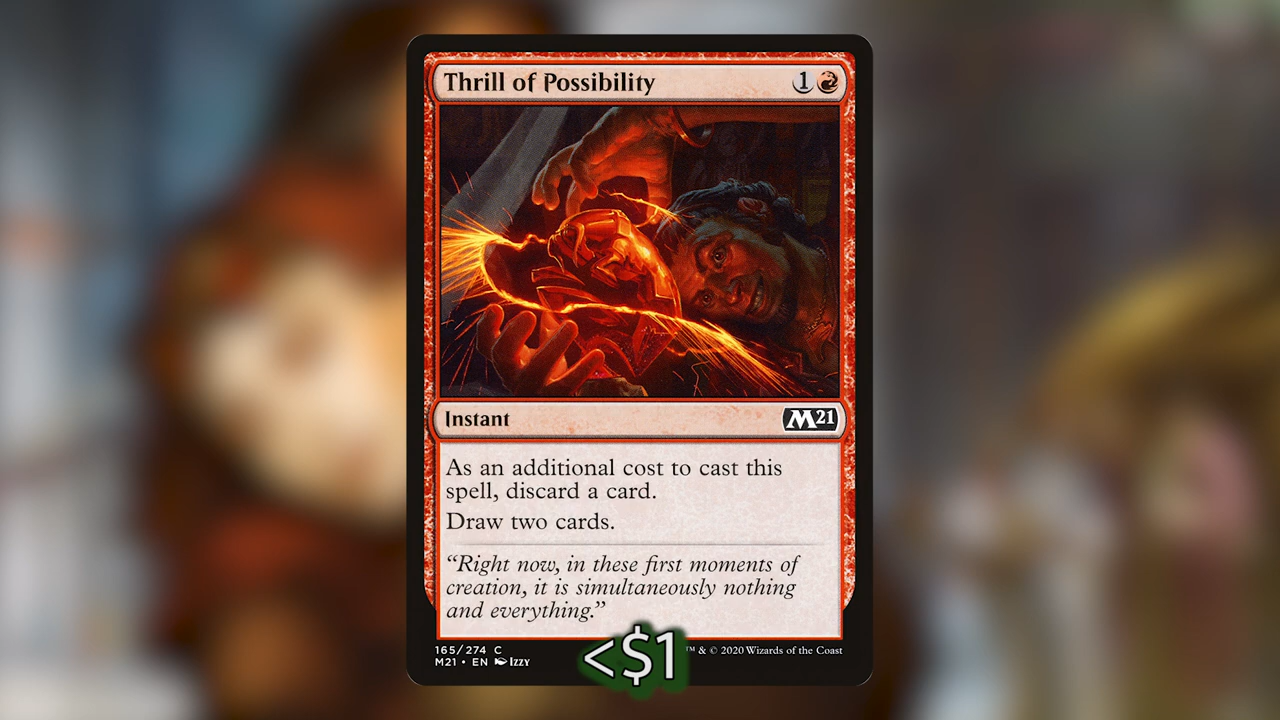 Thrill of Possibility 1
Instant M21
As an additional cost to cast this
spell, discard a card.
Draw two cards.
“Right now, in these first moments of
creation, it is simultaneously nothing
and everything.”
<$1
165/274 C
M21 • EN Izzy
™ & © 2020 Wizards of the Coast